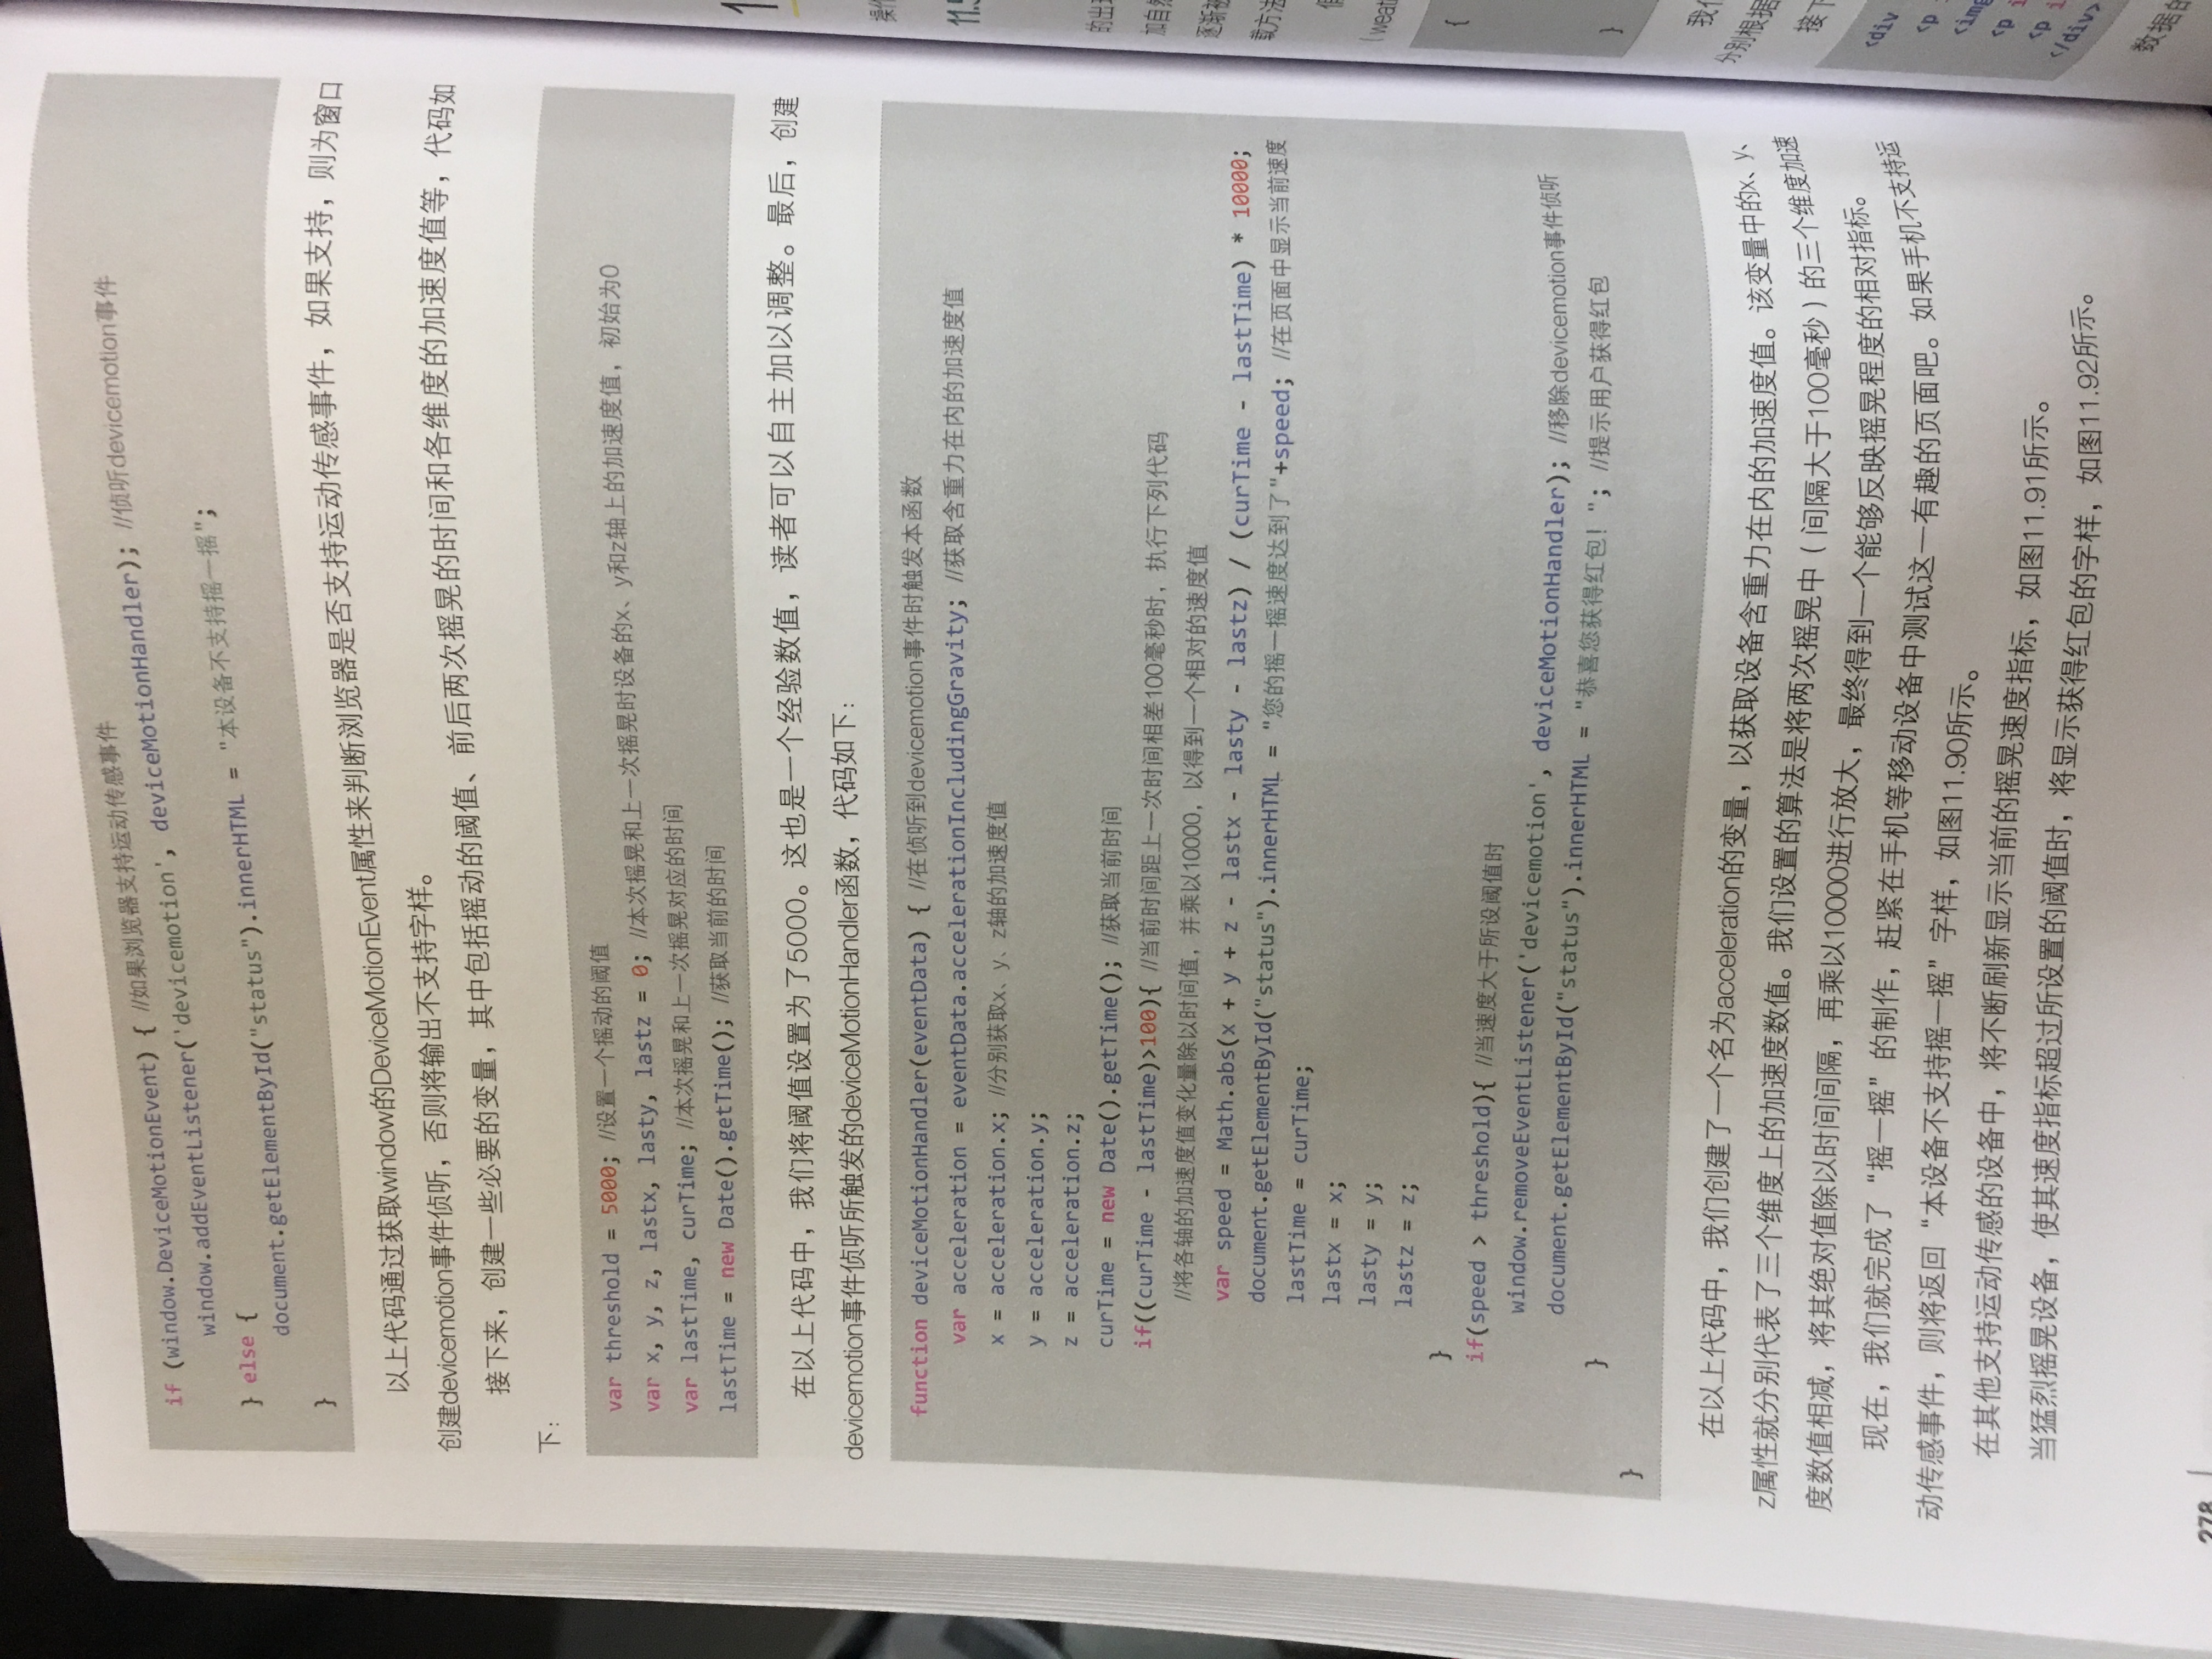 if (window.DeviceMotionEvent) { //如果浏览器支持运动传感事件
window.addEventListener('devicemotion', deviceMotionHandler); //侦听devicemotion事件
} else {
document.getElementById("status").innerHTML = "本设备不支持摇一摇";
}
以上代码通过获取window的DeviceMotionEvent属性来判断浏览器是否支持运动传感事件，如果支持，则为窗口
创建devicemotion事件侦听，否则将输出不支持字样。
接下来，创建一些必要的变量，其中包括摇动的阈值、前后两次摇晃的时间和各维度的加速度值等，代码如
下：
var threshold = 5000; //设置一个摇动的阈值
var x, y, z, lastx, lasty, lastz = 0; //本次摇晃和上一次摇晃时设备的x、y和z轴上的加速度值，初始为0
var lastTime, curTime; //本次摇晃和上一次摇晃对应的时间
lastTime = new Date().getTime(); //获取当前的时间
在以上代码中，我们将阈值设置为了5000。这也是一个经验数值，读者可以自主加以调整。最后，创建
devicemotion事件侦听所触发的deviceMotionHandler函数，代码如下：
function deviceMotionHandler(eventData) { //在侦听到devicemotion事件时触发本函数
var acceleration = eventData.accelerationIncludingGravity; //获取含重力在内的加速度值
x = acceleration.x; //分别获取x、y、z轴的加速度值
y = acceleration.y;
z = acceleration.z;
curTime = new Date().getTime(); //获取当前时间
if((curTime - lastTime)>100){ //当前时间距上一次时间相差100毫秒时，执行下列代码
//将各轴的加速度值变化量除以时间值，并乘以10000，以得到一个相对的速度值
var speed = Math.abs(x + y + z - lastx - lasty - lastz) / (curTime - lastTime) * 10000;
document.getElementById("status").innerHTML = "您的摇一摇速度达到了"+speed; //在页面中显示当前速度
lastTime = curTime;
lastx = x;
lasty = y;
lastz = z;
}
if(speed > threshold){ //当速度大于所设阈值时
window.removeEventListener('devicemotion', deviceMotionHandler); //移除devicemotion事件侦听
document.getElementById("status").innerHTML = "恭喜您获得红包！"; //提示用户获得红包
}
}
在以上代码中，我们创建了一个名为acceleration的变量，以获取设备含重力在内的加速度值。该变量中的x、y、
z属性就分别代表了三个维度上的加速度数值。我们设置的算法是将两次摇晃中（间隔大于100毫秒）的三个维度加速
度数值相减，将其绝对值除以时间间隔，再乘以10000进行放大，最终得到一个能够反映摇晃程度的相对指标。
现在，我们就完成了“摇一摇”的制作，赶紧在手机等移动设备中测试这一有趣的页面吧。如果手机不支持运
动传感事件，则将返回“本设备不支持摇一摇”字样，如图11.90所示。
在其他支持运动传感的设备中，将不断刷新显示当前的摇晃速度指标，如图11.91所示。
当猛烈摇晃设备，使其速度指标超过所设置的阈值时，将显示获得红包的字样，如图11.92所示。
278
11.5
的出
加自然
逐渐被
载方法
{
}
我们
分别根据
接下
<div
<p
<img
<p i
<p i
</div>
数据的